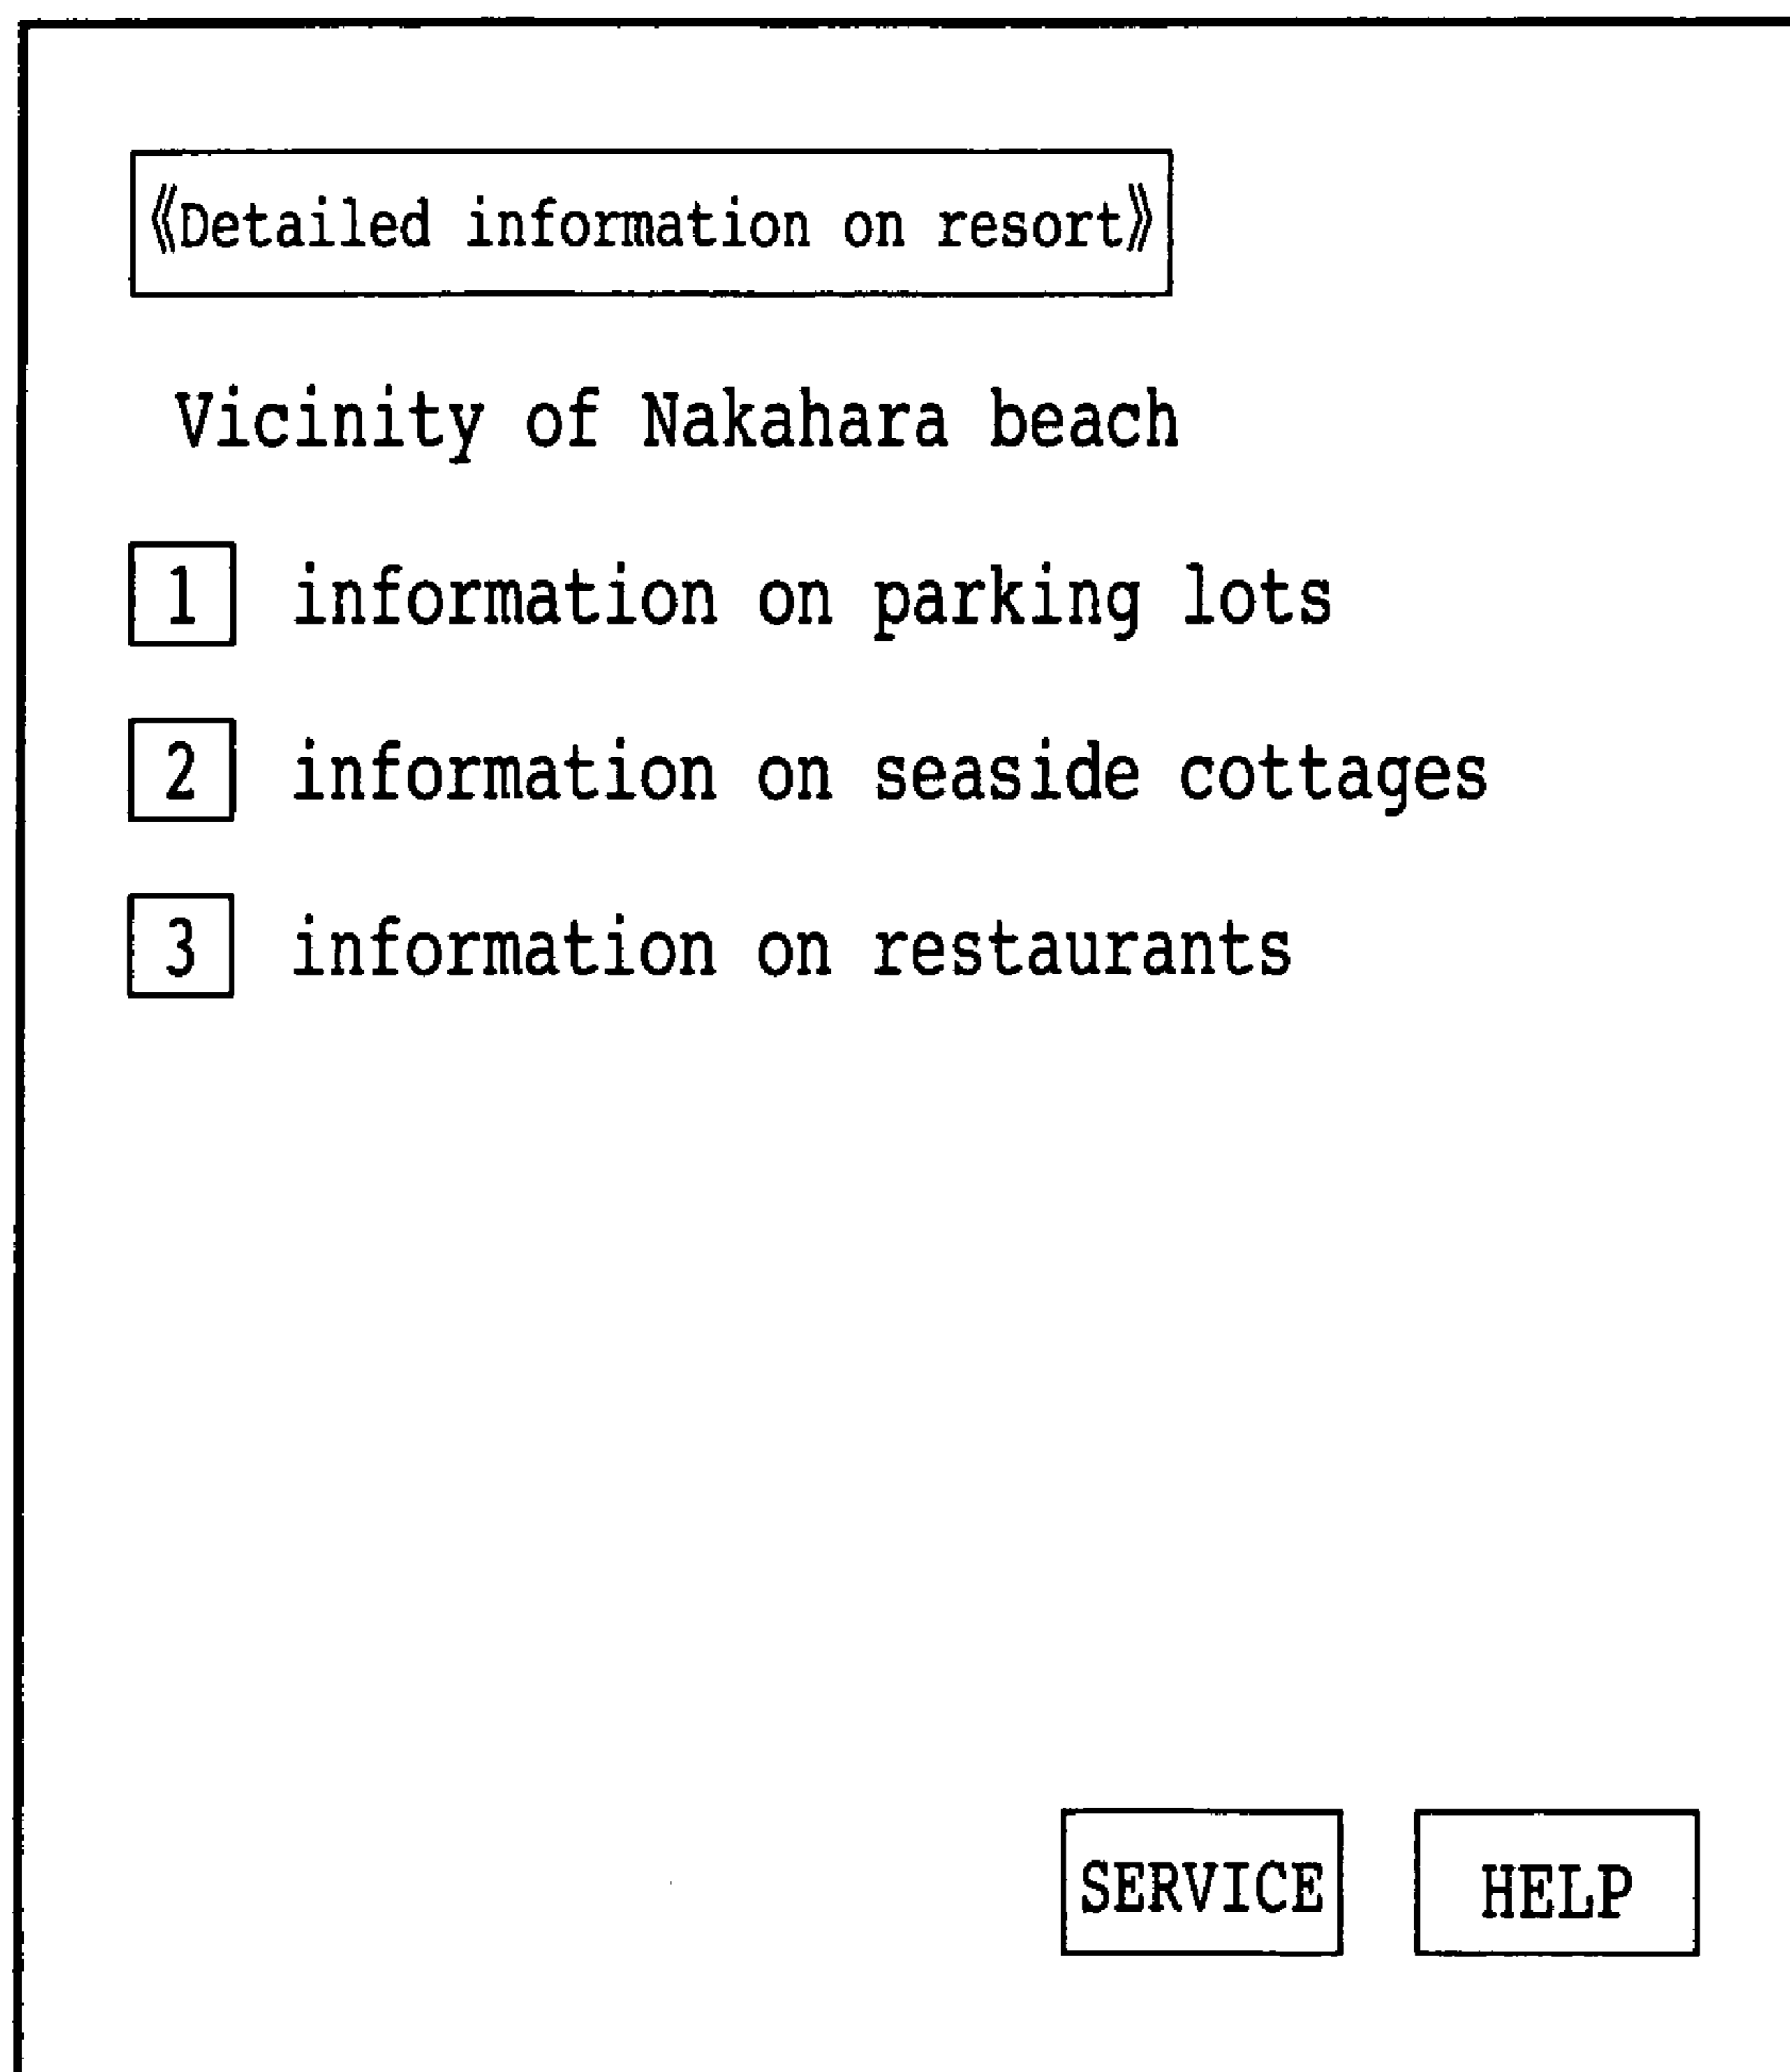 《Detailed information on resort》
Vicinity of Nakahara beach
1 information on parking lots
2 information on seaside cottages
3 information on restaurants
SERVICE HELP